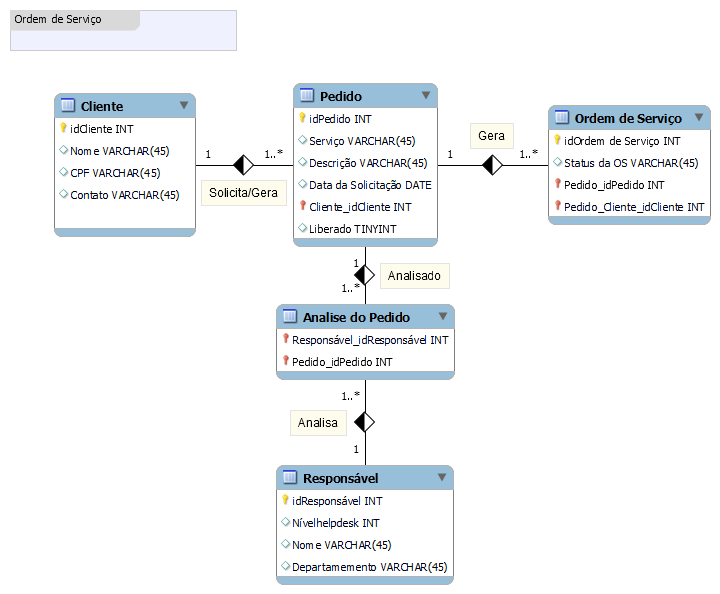 Ordem de Serviço
Cliente
idCliente INT
Nome VARCHAR(45)
CPF VARCHAR(45)
Contato VARCHAR(45)
1
1..*
Solicita/Gera
Pedido
idPedido INT
Serviço VARCHAR(45)
Descrição VARCHAR(45)
Data da Solicitação DATE
Cliente_idCliente INT
Liberado TINYINT
Gera
1
1..*
Ordem de Serviço
idOrdem de Serviço INT
Status da OS VARCHAR(45)
Pedido_idPedido INT
Pedido_Cliente_idCliente INT
1
Analisado
1..*
Analise do Pedido
Responsável_idResponsável INT
Pedido_idPedido INT
1..*
Analisa
1
Responsável
idResponsável INT
Nívelhelpdesk INT
Nome VARCHAR(45)
Departamemento VARCHAR(45)